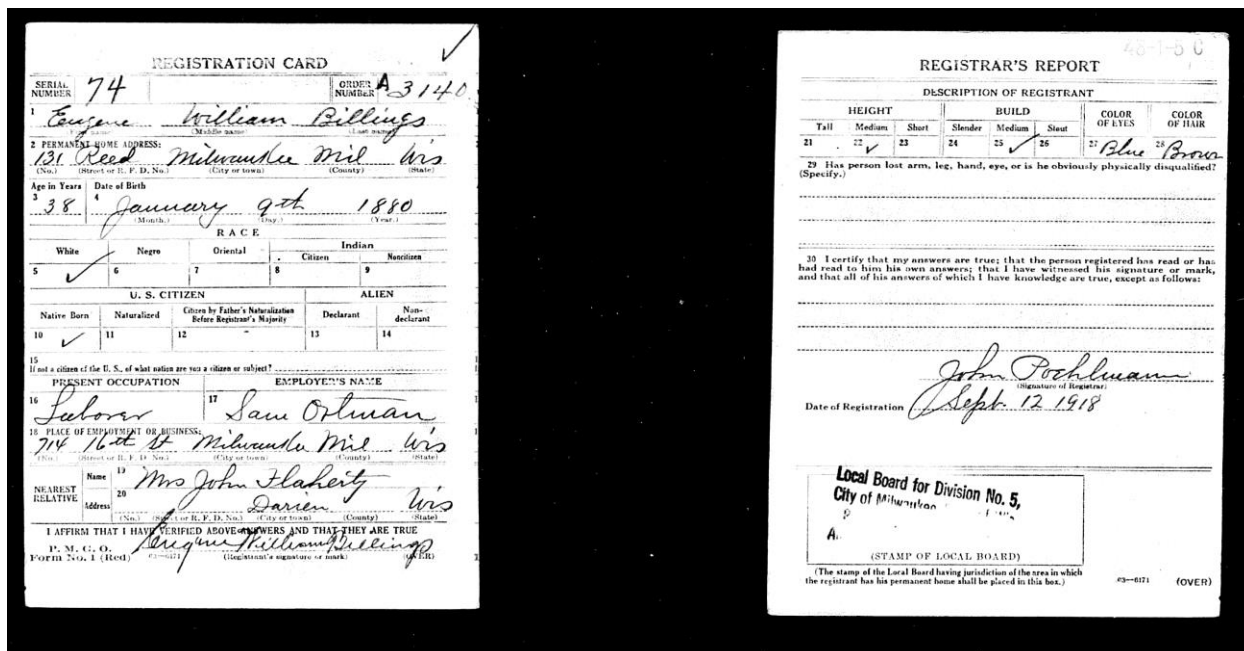 REGISTRATION CARD
SERIAL NUMBER 74 ORDER NUMBER A 3140
1 Eugene William Billings
(First name) (Middle name) (Last name)
2 PERMANENT HOME ADDRESS:
131 Reed Milwaukee Mil Wis
(No.) (Street or R. F. D. No.) (City or town) (County) (State)
Age in Years Date of Birth
3 38 4 January 9th 1880
(Month.) (Day.) (Year.)
RACE
White Negro Oriental Indian
Citizen Noncitizen
5 ✓ 6 7 8 9
U. S. CITIZEN ALIEN
Native Born Naturalized Citizen by Father's Naturalization Before Registrant's Majority Declarant Non-declarant
10 ✓ 11 12 13 14
15
If not a citizen of the U. S., of what nation are you a citizen or subject?
PRESENT OCCUPATION EMPLOYER'S NAME
16 Laborer 17 Sam
18 PLACE OF EMPLOYMENT OR BUSINESS:
714 16th St Milwaukee Mil Wis
(No.) (Street or R. F. D. No.) (City or town) (County) (State)
NEAREST RELATIVE Name 19 Mrs John Flaherty
Address 20 Darien Wis
(No.) (Street or R. F. D. No.) (City or town) (County) (State)
I AFFIRM THAT I HAVE VERIFIED ABOVE ANSWERS AND THAT THEY ARE TRUE
P. M. G. O.
Form No. 1 (Red) 03—6171 Eugene William Billings
(Registrant's signature or mark) (OVER)
REGISTRAR'S REPORT
DESCRIPTION OF REGISTRANT
HEIGHT BUILD COLOR OF EYES COLOR OF HAIR
Tall Medium Short Slender Medium Stout
21 22 ✓ 23 24 25 ✓ 26 27 Blue 28 Brown
29 Has person lost arm, leg, hand, eye, or is he obviously physically disqualified?
(Specify.)
30 I certify that my answers are true; that the person registered has read or has
had read to him his own answers; that I have witnessed his signature or mark,
and that all of his answers of which I have knowledge are true, except as follows:
John Pochlmann
(Signature of Registrar)
Date of Registration Sept. 12 1918
Local Board for Division No. 5,
City of Milwaukee
(STAMP OF LOCAL BOARD)
(The stamp of the Local Board having jurisdiction of the area in which
the registrant has his permanent home shall be placed in this box.)
03—6171 (OVER)